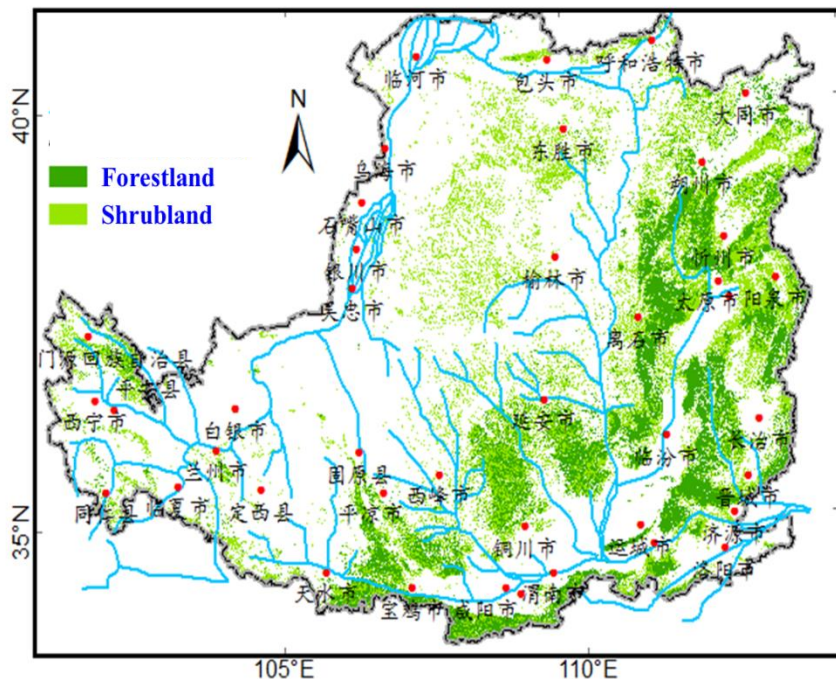 N
40°N
35°N
105°E
110°E
Forestland
Shrubland
临河市
包头市
呼和浩特市
大同市
东胜市
乌海市
朔州市
石嘴山市
银川市
忻州市
吴忠市
榆林市
太原市
阳泉市
离石市
门源回族自治县
平安县
西宁市
白银市
延安市
长治市
临汾市
兰州市
固原县
西峰市
晋城市
同仁县
临夏市
定西县
平凉市
铜川市
运城市
济源市
洛阳市
天水市
宝鸡市
咸阳市
渭南市